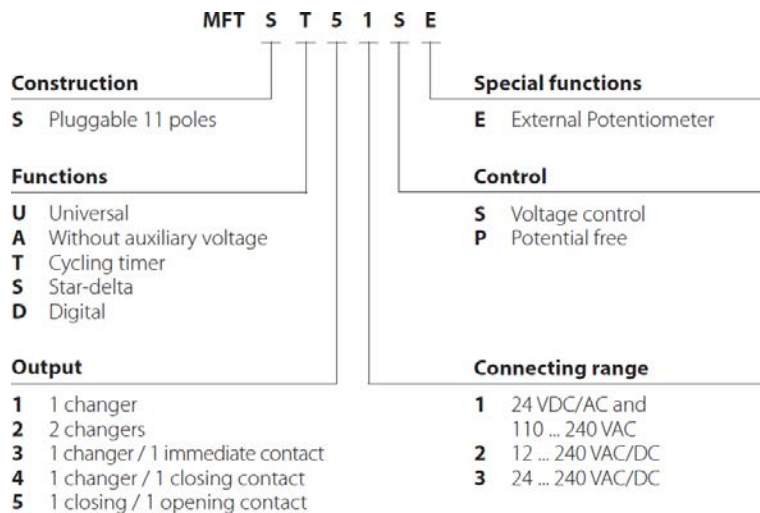 MFT S T 5 1 S E
Construction
S Pluggable 11 poles
Functions
U Universal
A Without auxiliary voltage
T Cycling timer
S Star-delta
D Digital
Output
1 1 changer
2 2 changers
3 1 changer / 1 immediate contact
4 1 changer / 1 closing contact
5 1 closing / 1 opening contact
Special functions
E External Potentiometer
Control
S Voltage control
P Potential free
Connecting range
1 24 VDC/AC and
110 ... 240 VAC
2 12 ... 240 VAC/DC
3 24 ... 240 VAC/DC